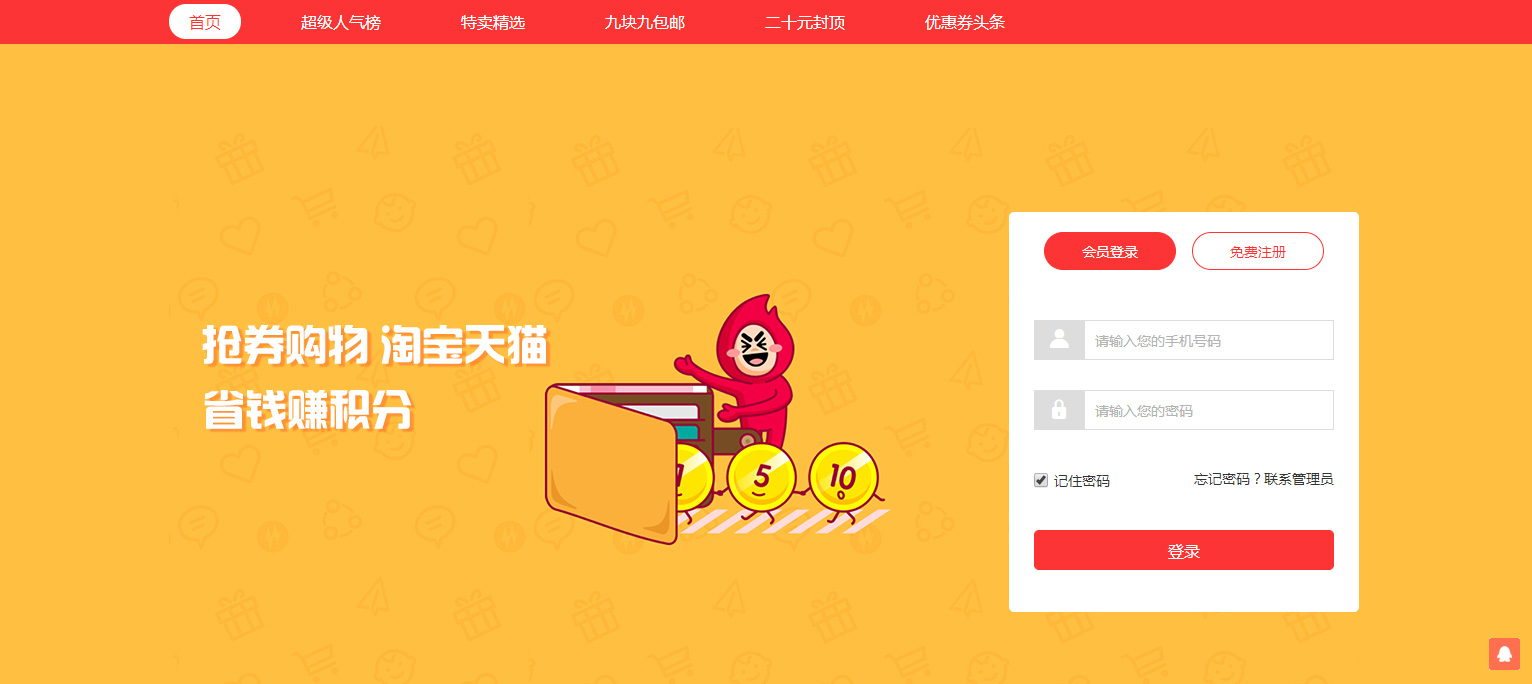 首页 超级人气榜 特卖精选 九块九包邮 二十元封顶 优惠券头条
抢券购物 淘宝天猫
省钱赚积分
1 5 10
会员登录 免费注册
请输入您的手机号码
请输入您的密码
记住密码 忘记密码？联系管理员
登录